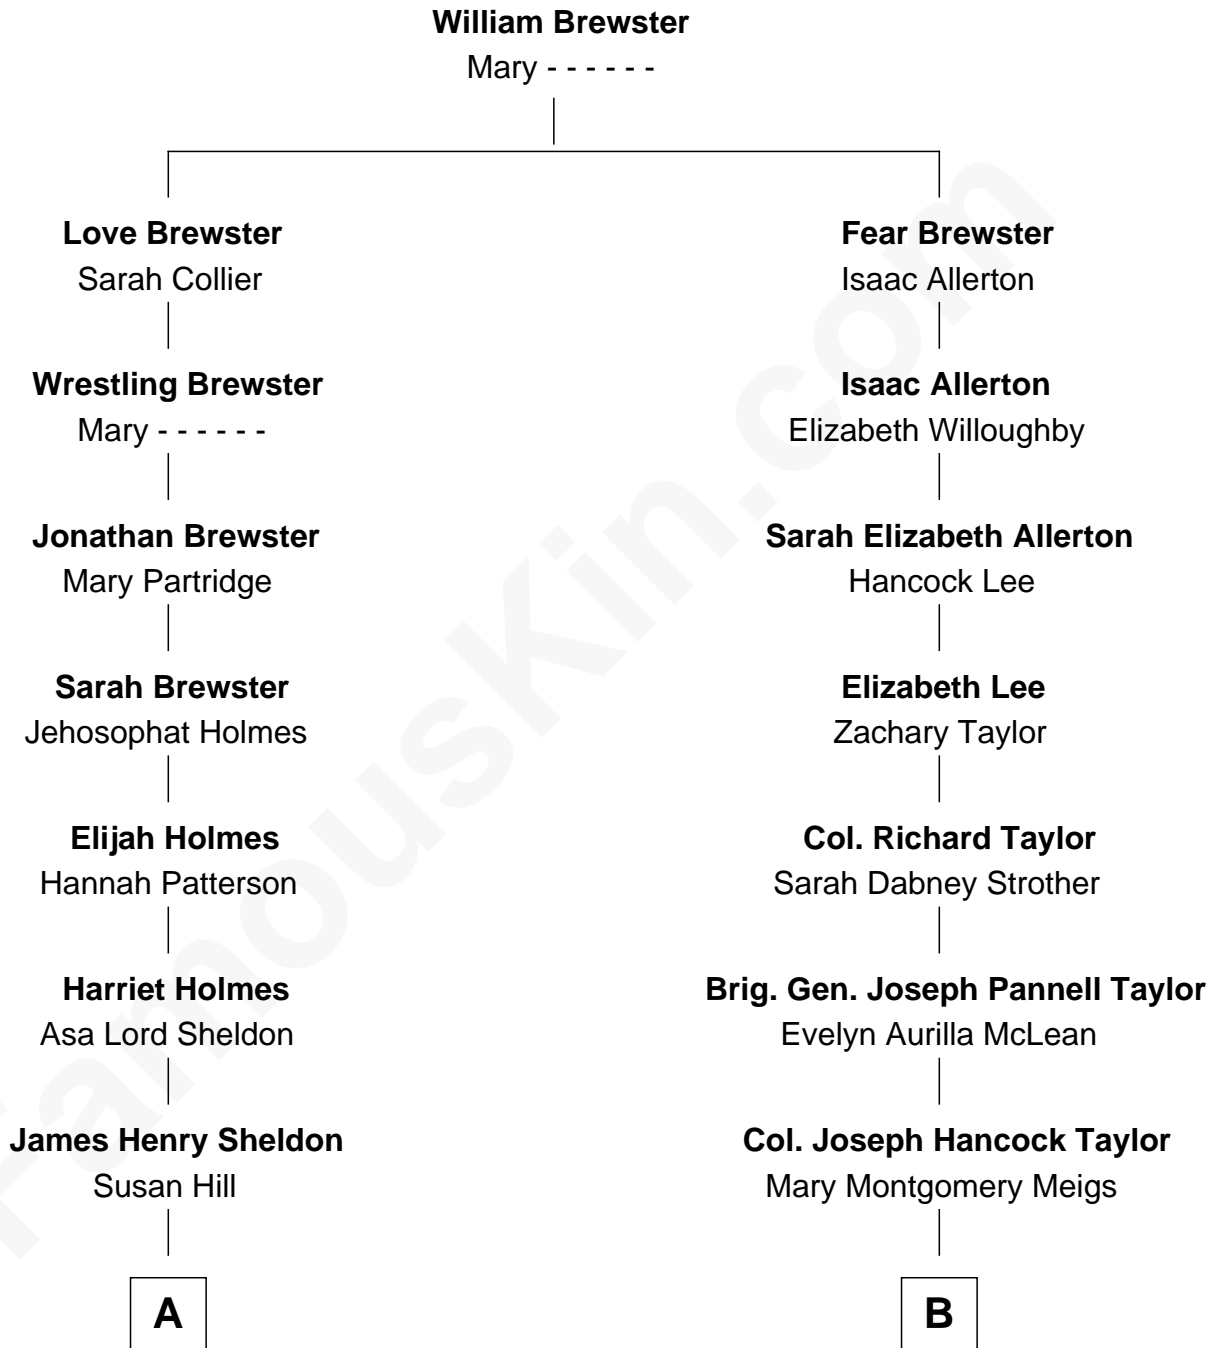 William Brewster
Mary - - - - - -
Love Brewster
Sarah Collier
Fear Brewster
Isaac Allerton
Wrestling Brewster
Mary - - - - - -
Isaac Allerton
Elizabeth Willoughby
Jonathan Brewster
Mary Partridge
Sarah Elizabeth Allerton
Hancock Lee
Sarah Brewster
Jehosophat Holmes
Elizabeth Lee
Zachary Taylor
Elijah Holmes
Hannah Patterson
Col. Richard Taylor
Sarah Dabney Strother
Harriet Holmes
Asa Lord Sheldon
Brig. Gen. Joseph Pannell Taylor
Evelyn Aurilla McLean
James Henry Sheldon
Susan Hill
Col. Joseph Hancock Taylor
Mary Montgomery Meigs
A
B
FamousKin.com